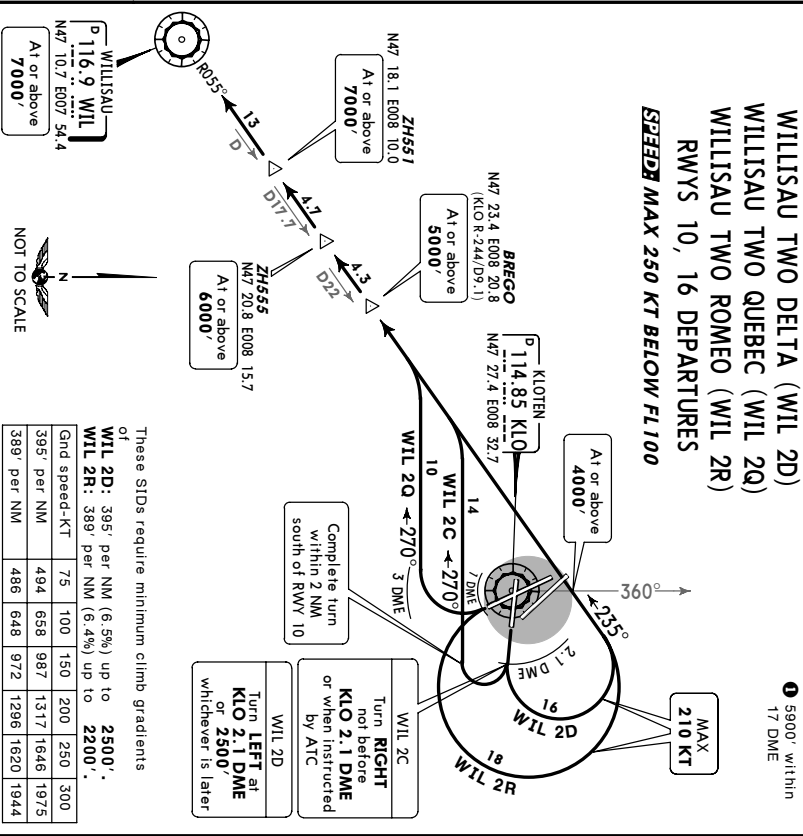 WILLISAU TWO DELTA (WIL 2D)
WILLISAU TWO QUEBEC (WIL 2Q)
WILLISAU TWO ROMEO (WIL 2R)
RWYS 10, 16 DEPARTURES
SPEED: MAX 250 KT BELOW FL100
1 5900' within
17 DME
MAX
210 KT
360°
At or above
4000'
235°
KLOTEN
D 114.85 KLO
N47 27.4 E008 32.7
BREGO
(KLO R-244/D9.1)
N47 23.4 E008 20.8
At or above
5000'
ZH551
N47 18.1 E008 10.0
At or above
7000'
ZH555
N47 20.8 E008 15.7
At or above
6000'
WILLISAU
D 116.9 WIL
N47 10.7 E007 54.4
At or above
7000'
R055°
13
D
4.7
D17.7
4.3
D22
14
WIL 2C
270°
1 DME
10
WIL 2Q
270°
3 DME
2.1 DME
16
WIL 2D
18
WIL 2R
Complete turn
within 2 NM
south of RWY 10
WIL 2C
Turn RIGHT
not before
KLO 2.1 DME
or when instructed
by ATC
WIL 2D
Turn LEFT at
KLO 2.1 DME
or 2500'
whichever is later
N
NOT TO SCALE
These SIDs require minimum climb gradients
of
WIL 2D: 395' per NM (6.5%) up to 2500'.
WIL 2R: 389' per NM (6.4%) up to 2200'.
Gnd speed-KT 75 100 150 200 250 300
395' per NM 494 658 987 1317 1646 1975
389' per NM 486 648 972 1296 1620 1944